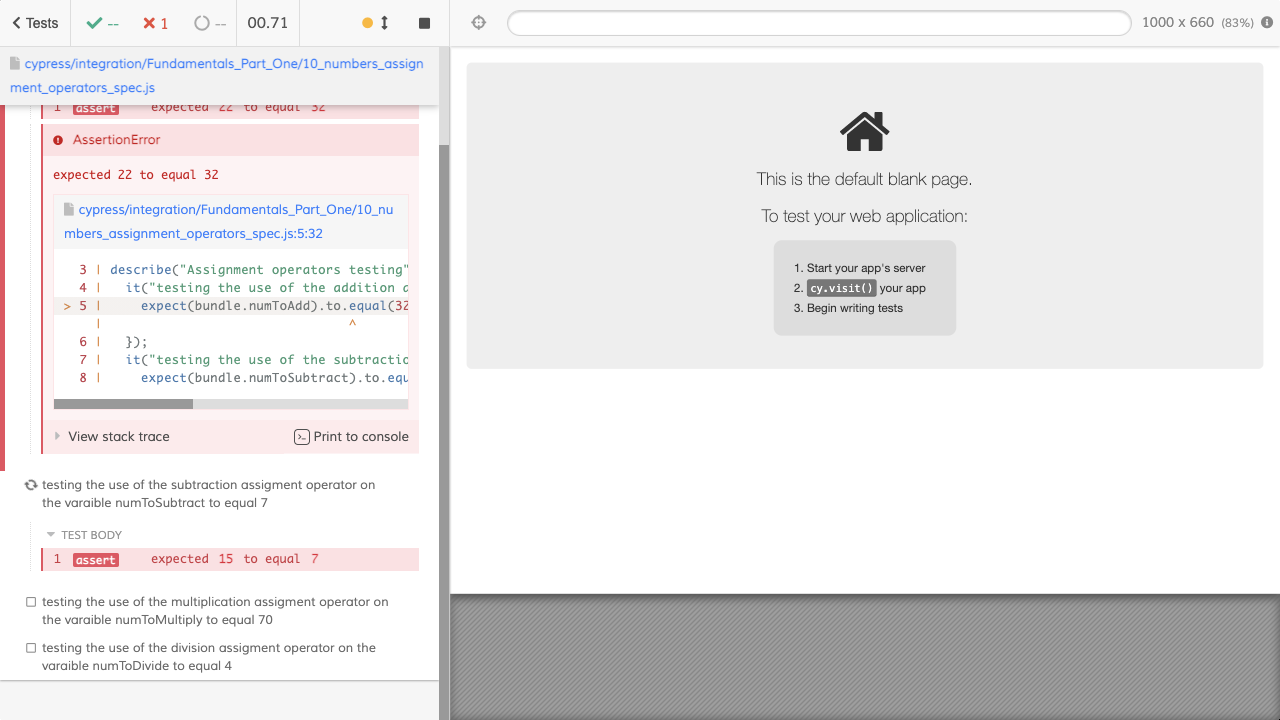 Tests
--
1
--
00.71
1000 x 660 (83%)
cypress/integration/Fundamentals_Part_One/10_numbers_assign
ment_operators_spec.js
1 assert expected 22 to equal 32
AssertionError
expected 22 to equal 32
cypress/integration/Fundamentals_Part_One/10_nu
mbers_assignment_operators_spec.js:5:32
3 | describe("Assignment operators testing"
4 | it("testing the use of the addition a
> 5 | expect(bundle.numToAdd).to.equal(32
| ^
6 | });
7 | it("testing the use of the subtractio
8 | expect(bundle.numToSubtract).to.equ
View stack trace
Print to console
testing the use of the subtraction assigment operator on
the varaible numToSubtract to equal 7
TEST BODY
1 assert expected 15 to equal 7
testing the use of the multiplication assigment operator on
the varaible numToMultiply to equal 70
testing the use of the division assigment operator on the
varaible numToDivide to equal 4
This is the default blank page.
To test your web application:
1. Start your app's server
2. cy.visit() your app
3. Begin writing tests